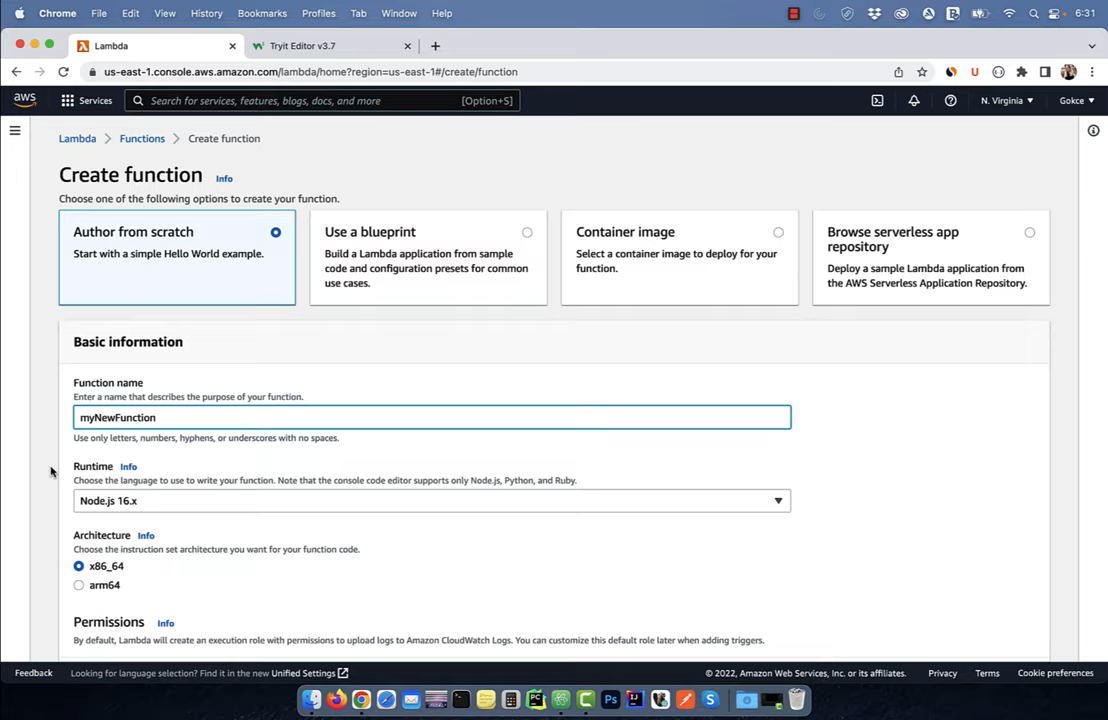 Chrome File Edit View History Bookmarks Profiles Tab Window Help 6:31
Lambda Tryit Editor v3.7
us-east-1.console.aws.amazon.com/lambda/home?region=us-east-1#/create/function
aws Services Search for services, features, blogs, docs, and more [Option+S] N. Virginia Gokce
Lambda Functions Create function
Create function Info
Choose one of the following options to create your function.
Author from scratch
Start with a simple Hello World example.
Use a blueprint
Build a Lambda application from sample
code and configuration presets for common
use cases.
Container image
Select a container image to deploy for your
function.
Browse serverless app
repository
Deploy a sample Lambda application from
the AWS Serverless Application Repository.
Basic information
Function name
Enter a name that describes the purpose of your function.
myNewFunction
Use only letters, numbers, hyphens, or underscores with no spaces.
Runtime Info
Choose the language to use to write your function. Note that the console code editor supports only Node.js, Python, and Ruby.
Node.js 16.x
Architecture Info
Choose the instruction set architecture you want for your function code.
x86_64
arm64
Permissions Info
By default, Lambda will create an execution role with permissions to upload logs to Amazon CloudWatch Logs. You can customize this default role later when adding triggers.
Feedback Looking for language selection? Find it in the new Unified Settings © 2022, Amazon Web Services, Inc. or its affiliates. Privacy Terms Cookie preferences